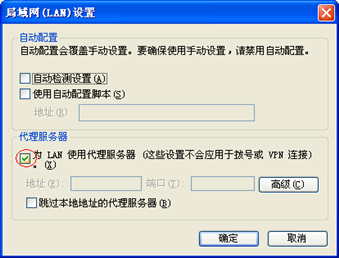 局域网(LAN)设置
自动配置
自动配置会覆盖手动设置。要确保使用手动设置，请禁用自动配置。
自动检测设置(A)
使用自动配置脚本(S)
地址(R)
代理服务器
为 LAN 使用代理服务器 (这些设置不会应用于拨号或 VPN 连接)
。(X)
地址(E): 端口(T): 高级(C)
跳过本地地址的代理服务器(B)
确定 取消